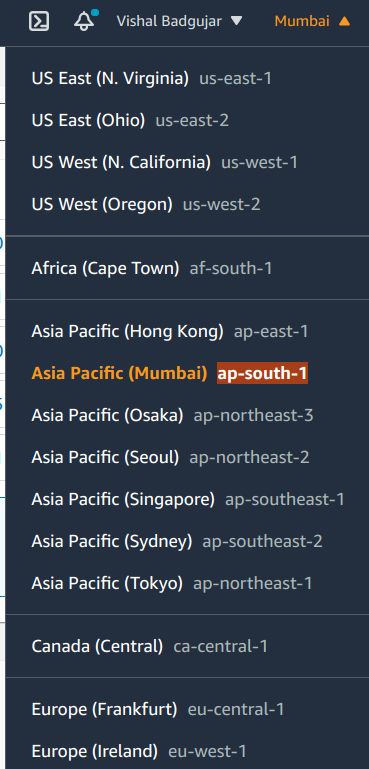 Vishal Badgujar Mumbai
US East (N. Virginia) us-east-1
US East (Ohio) us-east-2
US West (N. California) us-west-1
US West (Oregon) us-west-2
Africa (Cape Town) af-south-1
Asia Pacific (Hong Kong) ap-east-1
Asia Pacific (Mumbai) ap-south-1
Asia Pacific (Osaka) ap-northeast-3
Asia Pacific (Seoul) ap-northeast-2
Asia Pacific (Singapore) ap-southeast-1
Asia Pacific (Sydney) ap-southeast-2
Asia Pacific (Tokyo) ap-northeast-1
Canada (Central) ca-central-1
Europe (Frankfurt) eu-central-1
Europe (Ireland) eu-west-1